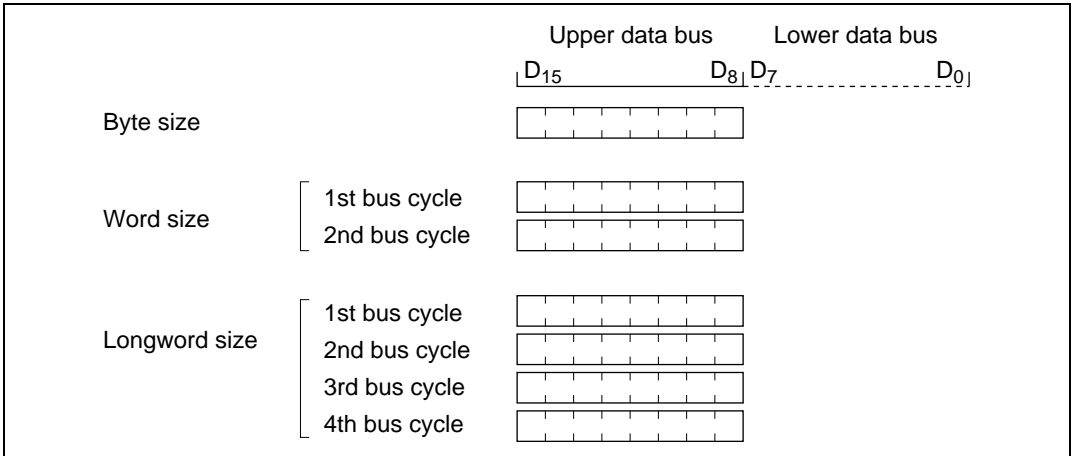 Upper data bus Lower data bus
D15 D8 D7 D0
Byte size
Word size
1st bus cycle
2nd bus cycle
Longword size
1st bus cycle
2nd bus cycle
3rd bus cycle
4th bus cycle